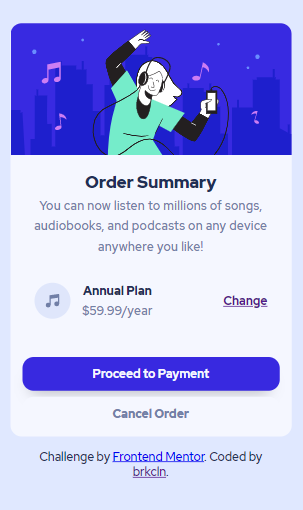 Order Summary
You can now listen to millions of songs,
audiobooks, and podcasts on any device
anywhere you like!
Annual Plan
$59.99/year
Change
Proceed to Payment
Cancel Order
Challenge by Frontend Mentor. Coded by
brkcln.